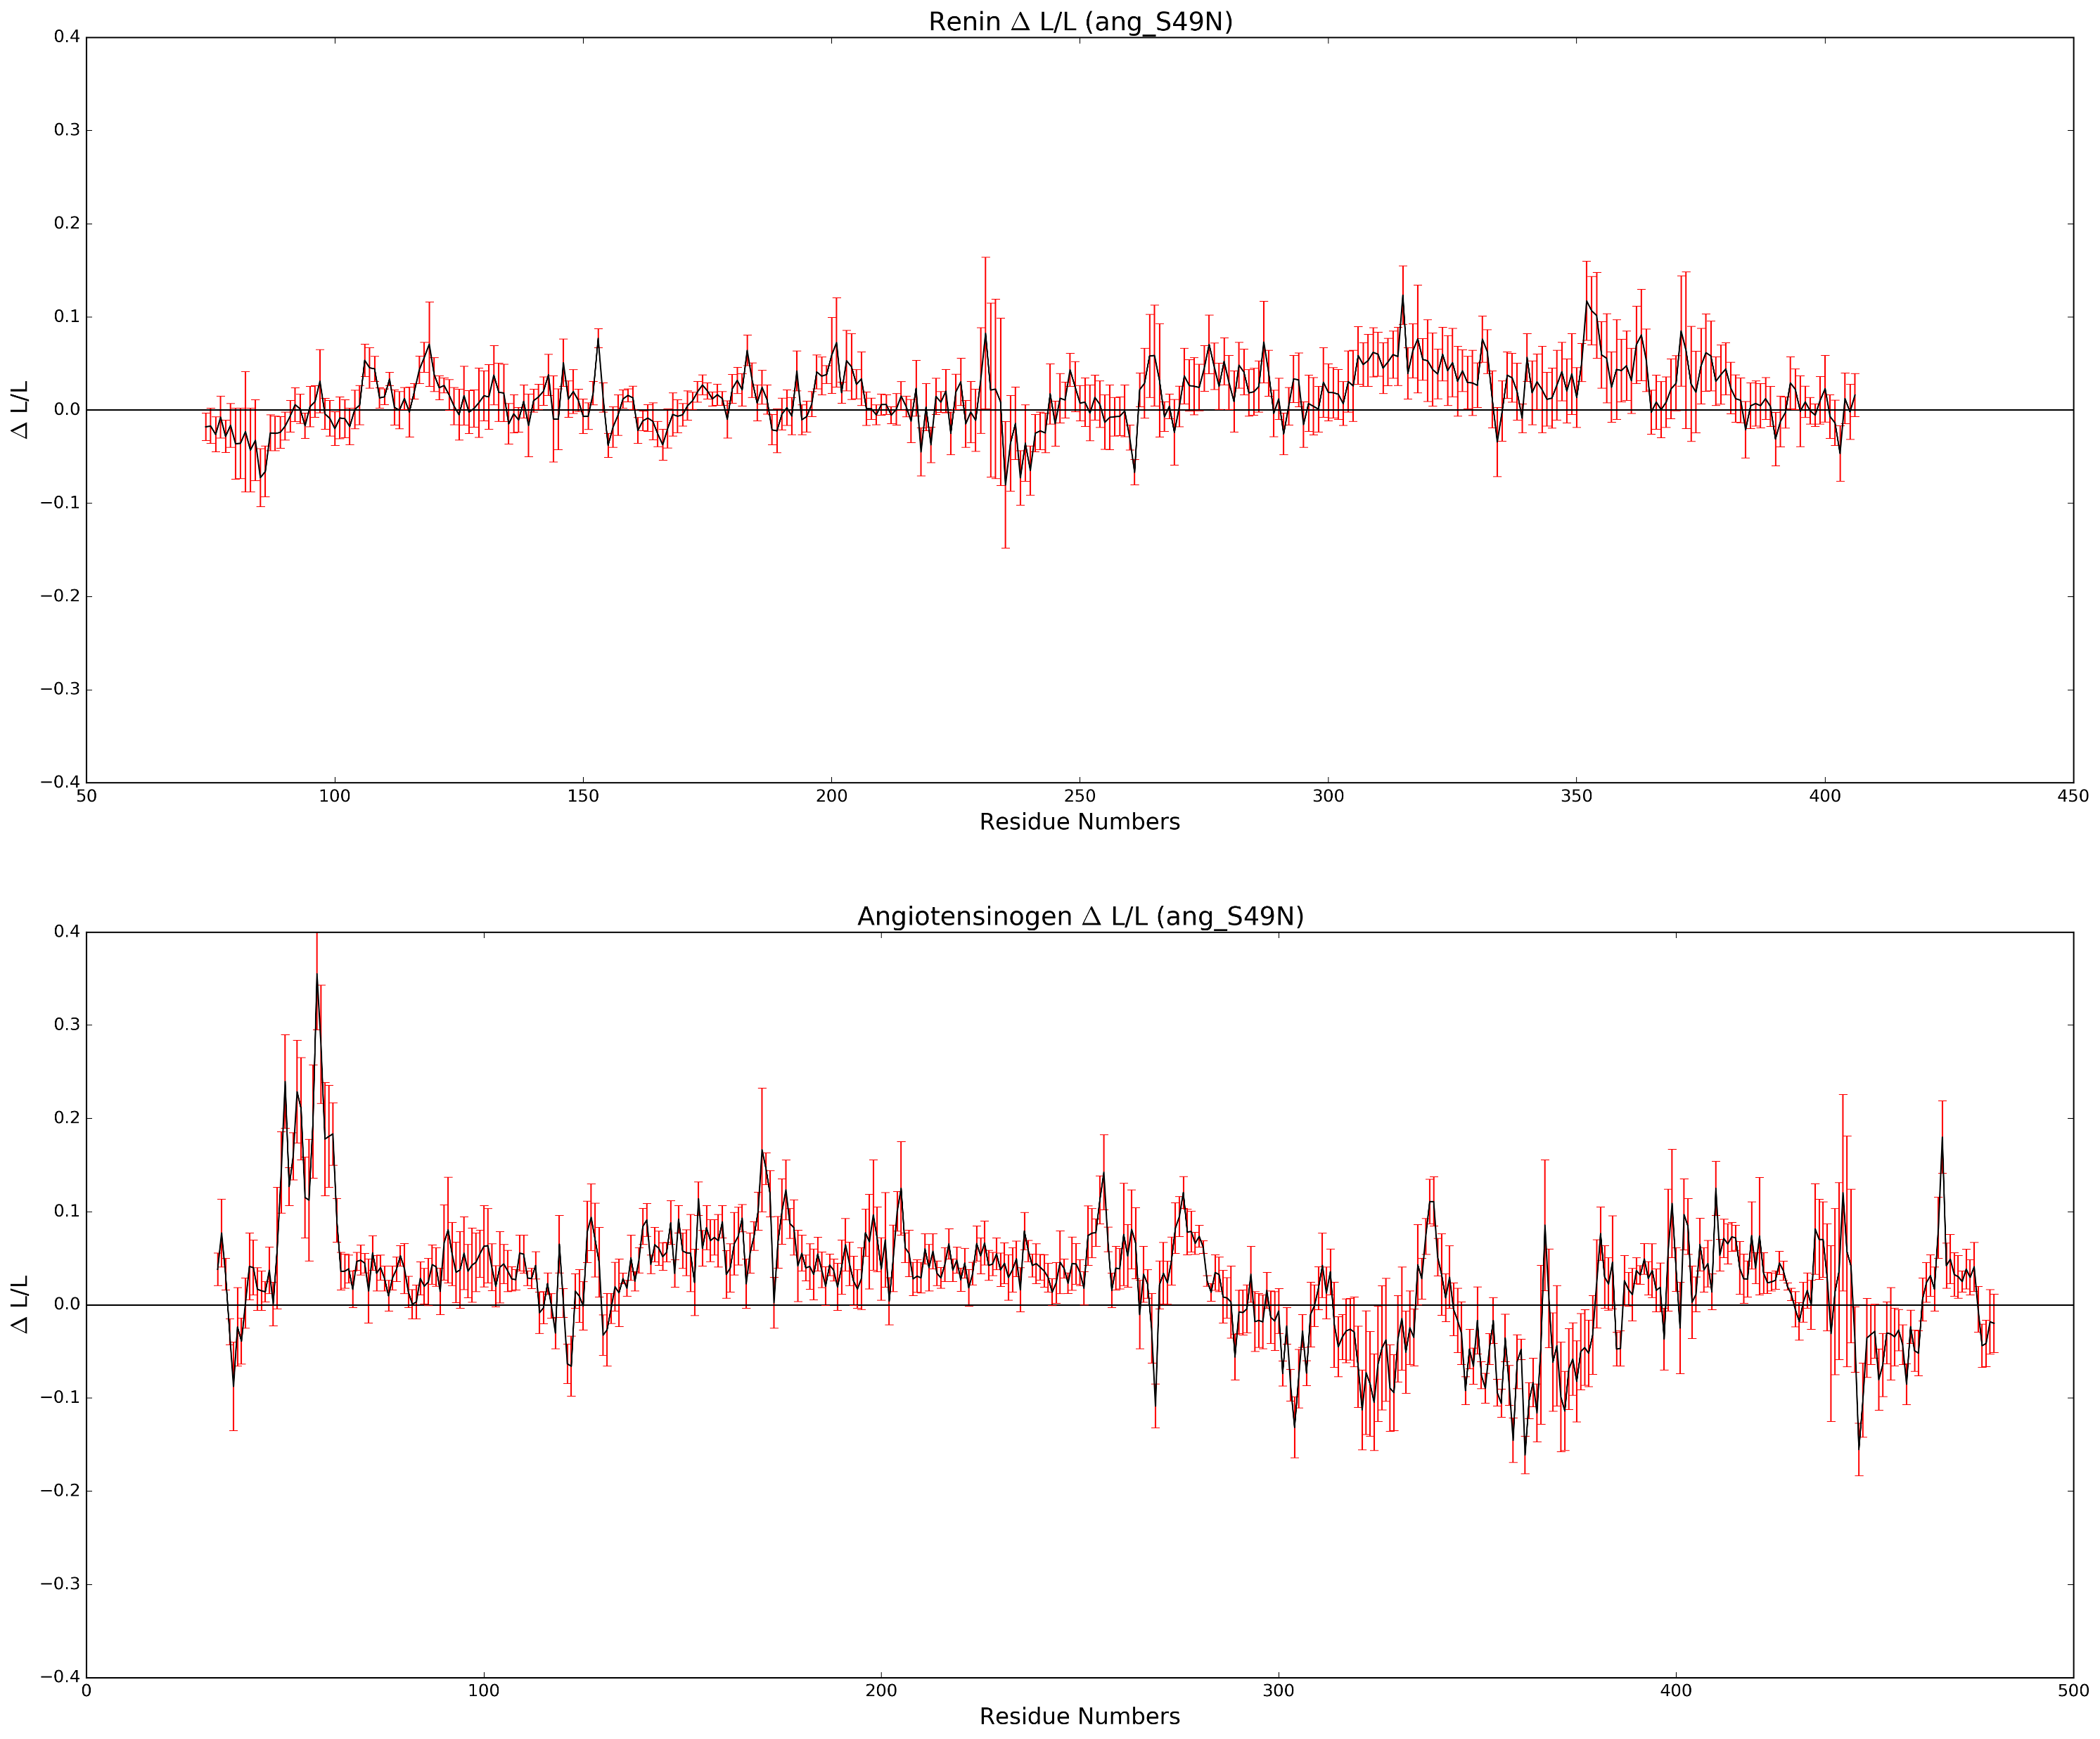 Renin Δ L/L (ang_S49N)
0.4
0.3
0.2
0.1
0.0
−0.1
−0.2
−0.3
−0.4
Δ L/L
50 100 150 200 250 300 350 400 450
Residue Numbers
Angiotensinogen Δ L/L (ang_S49N)
0.4
0.3
0.2
0.1
0.0
−0.1
−0.2
−0.3
−0.4
Δ L/L
0 100 200 300 400 500
Residue Numbers